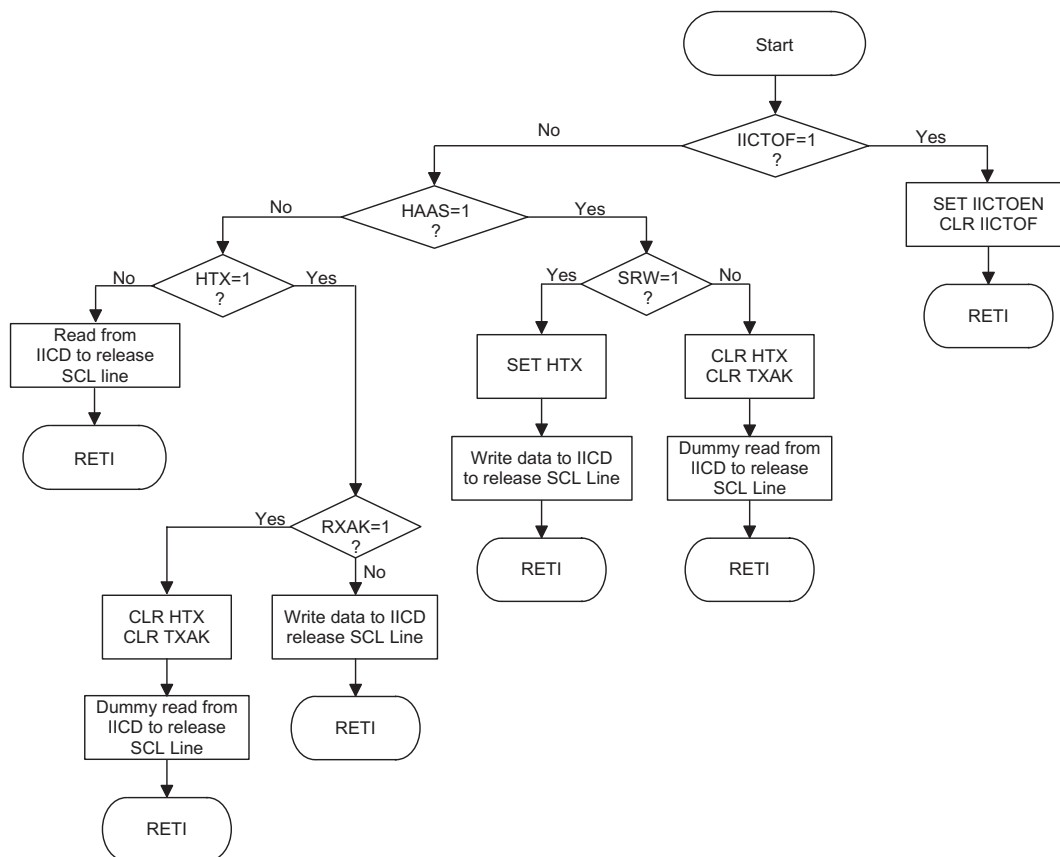 Start
IICTOF=1
?
No
Yes
SET IICTOEN
CLR IICTOF
RETI
HAAS=1
?
No
Yes
HTX=1
?
No
Yes
SRW=1
?
Yes
No
Read from
IICD to release
SCL line
RETI
SET HTX
CLR HTX
CLR TXAK
Write data to IICD
to release SCL Line
Dummy read from
IICD to release
SCL Line
RETI
RETI
RXAK=1
?
Yes
No
CLR HTX
CLR TXAK
Write data to IICD
release SCL Line
Dummy read from
IICD to release
SCL Line
RETI
RETI